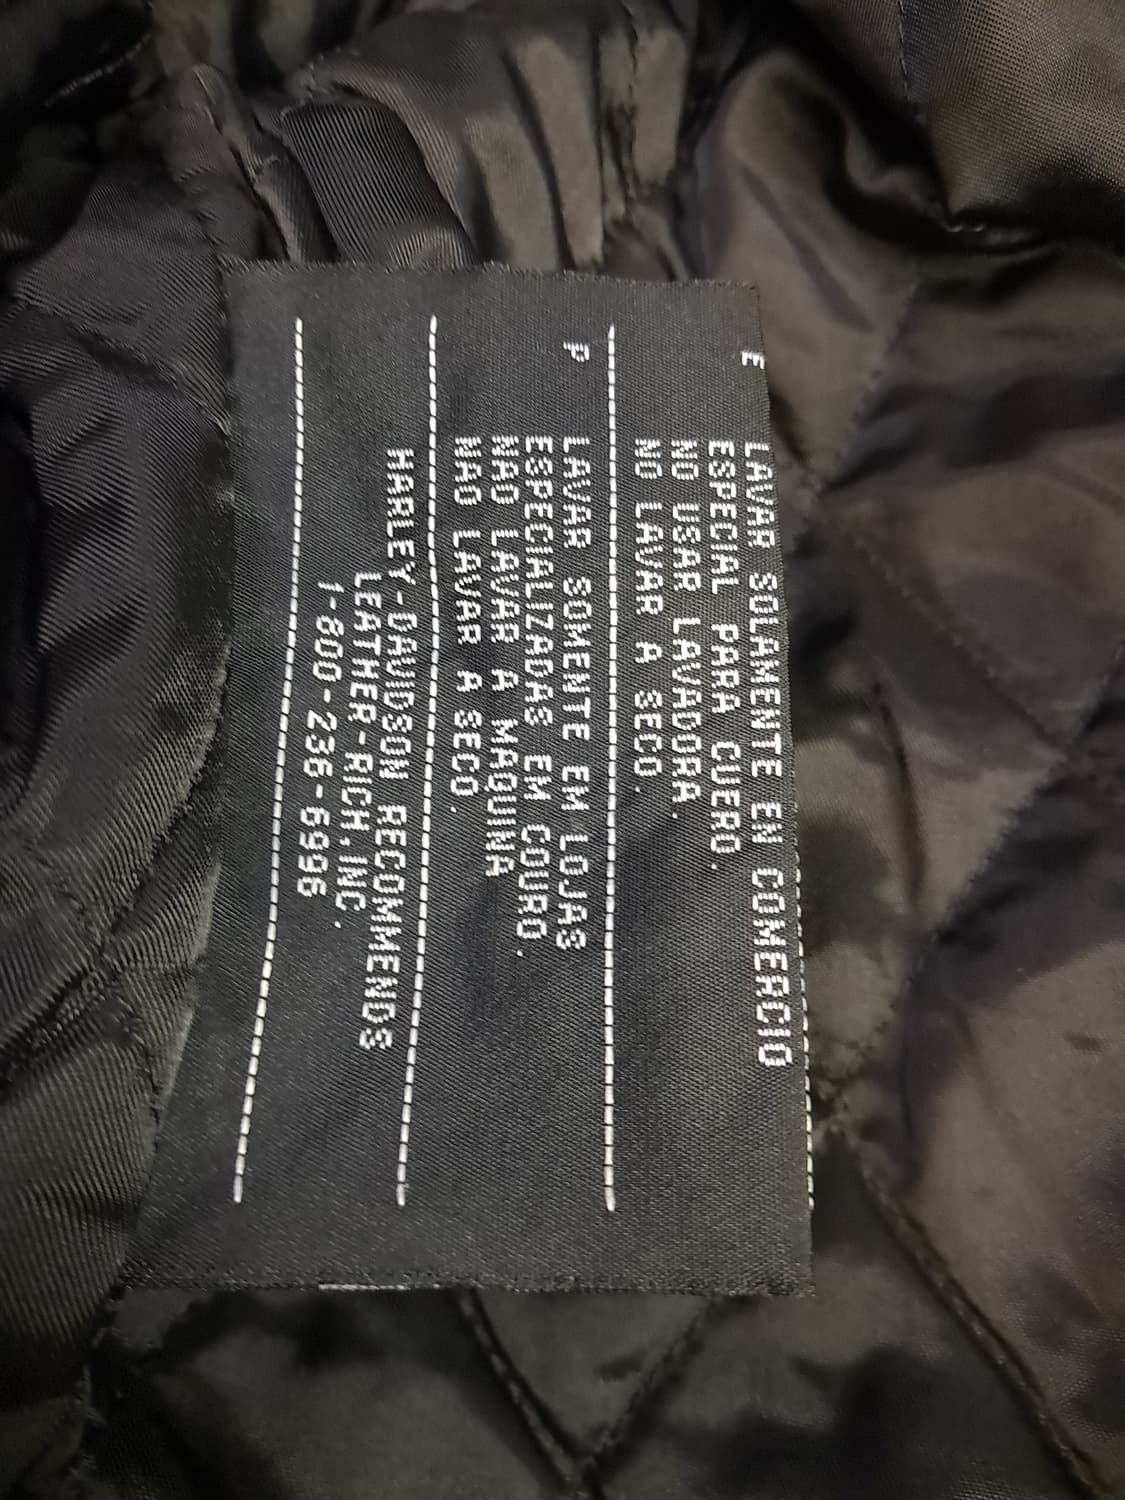 E LAVAR SOLAMENTE EN COMERCIO
ESPECIAL PARA CUERO.
NO USAR LAVADORA.
NO LAVAR A SECO.
P LAVAR SOMENTE EM LOJAS
ESPECIALIZADAS EM COURO.
NAO LAVAR A MAQUINA
NAO LAVAR A SECO.
HARLEY-DAVIDSON RECOMMENDS
LEATHER-RICH, INC.
1-800-236-6996